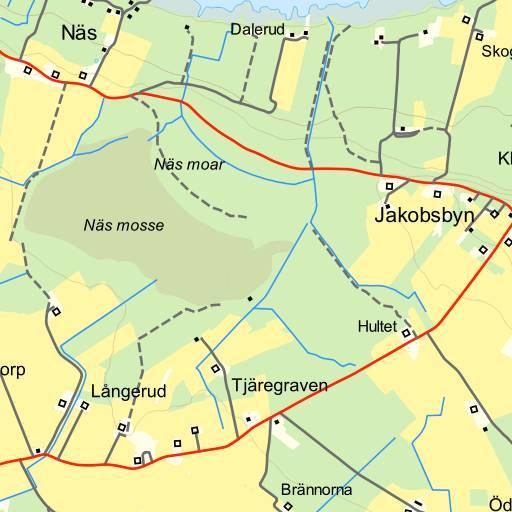 Dalerud
Näs
Skog
Näs moar
Kl
Jakobsbyn
Näs mosse
Hultet
orp
Långerud
Tjäregraven
Brännorna
Öd